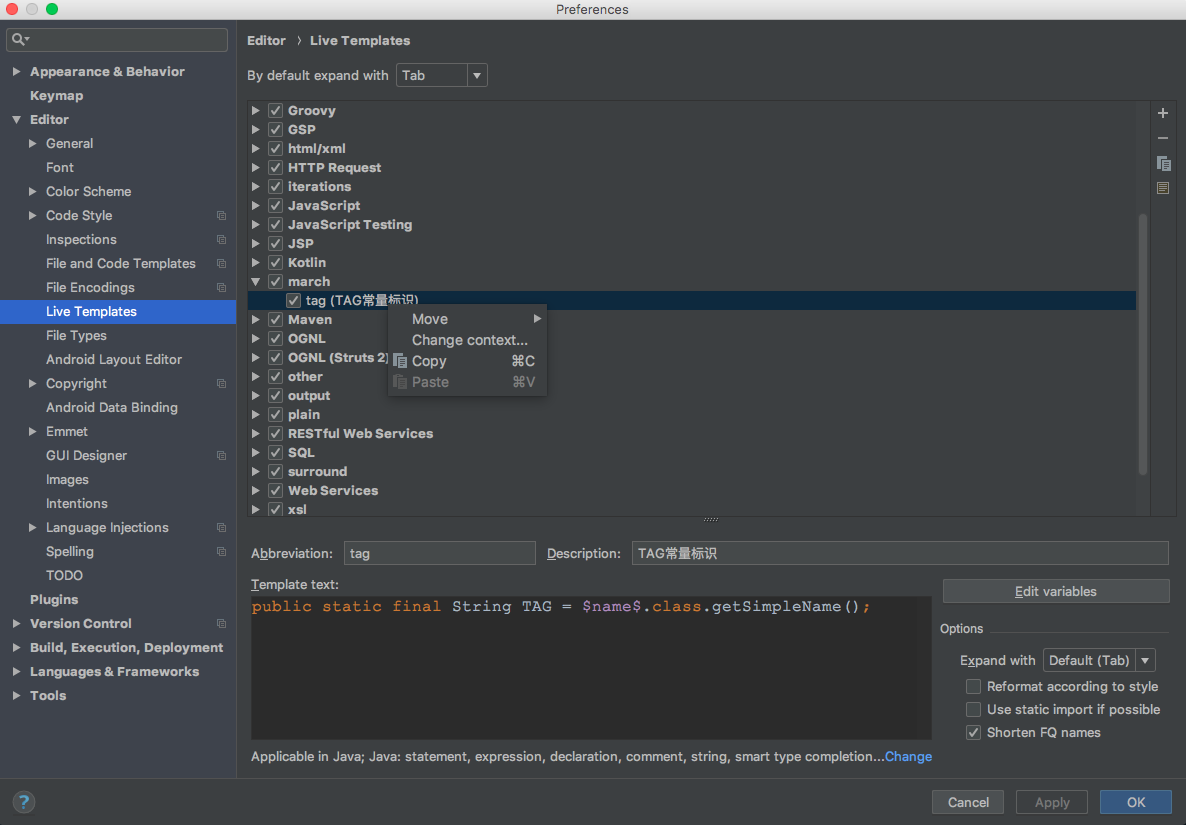 Preferences
Appearance & Behavior
Keymap
Editor
General
Font
Color Scheme
Code Style
Inspections
File and Code Templates
File Encodings
Live Templates
File Types
Android Layout Editor
Copyright
Android Data Binding
Emmet
GUI Designer
Images
Intentions
Language Injections
Spelling
TODO
Plugins
Version Control
Build, Execution, Deployment
Languages & Frameworks
Tools
Editor › Live Templates
By default expand with Tab
Groovy
GSP
html/xml
HTTP Request
iterations
JavaScript
JavaScript Testing
JSP
Kotlin
march
tag (TAG常量标识)
Maven
OGNL
OGNL (Struts 2)
other
output
plain
RESTful Web Services
SQL
surround
Web Services
xsl
Move
Change context...
Copy ⌘C
Paste ⌘V
Abbreviation: tag Description: TAG常量标识
Template text:
public static final String TAG = $name$.class.getSimpleName();
Edit variables
Options
Expand with Default (Tab)
Reformat according to style
Use static import if possible
Shorten FQ names
Applicable in Java; Java: statement, expression, declaration, comment, string, smart type completion...Change
? Cancel Apply OK